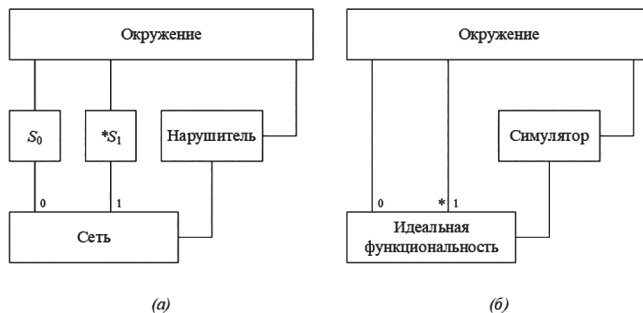 Окружение
Окружение
S₀
*S₁
Нарушитель
Симулятор
0
1
0
* 1
Сеть
Идеальная
функциональность
(а)
(б)